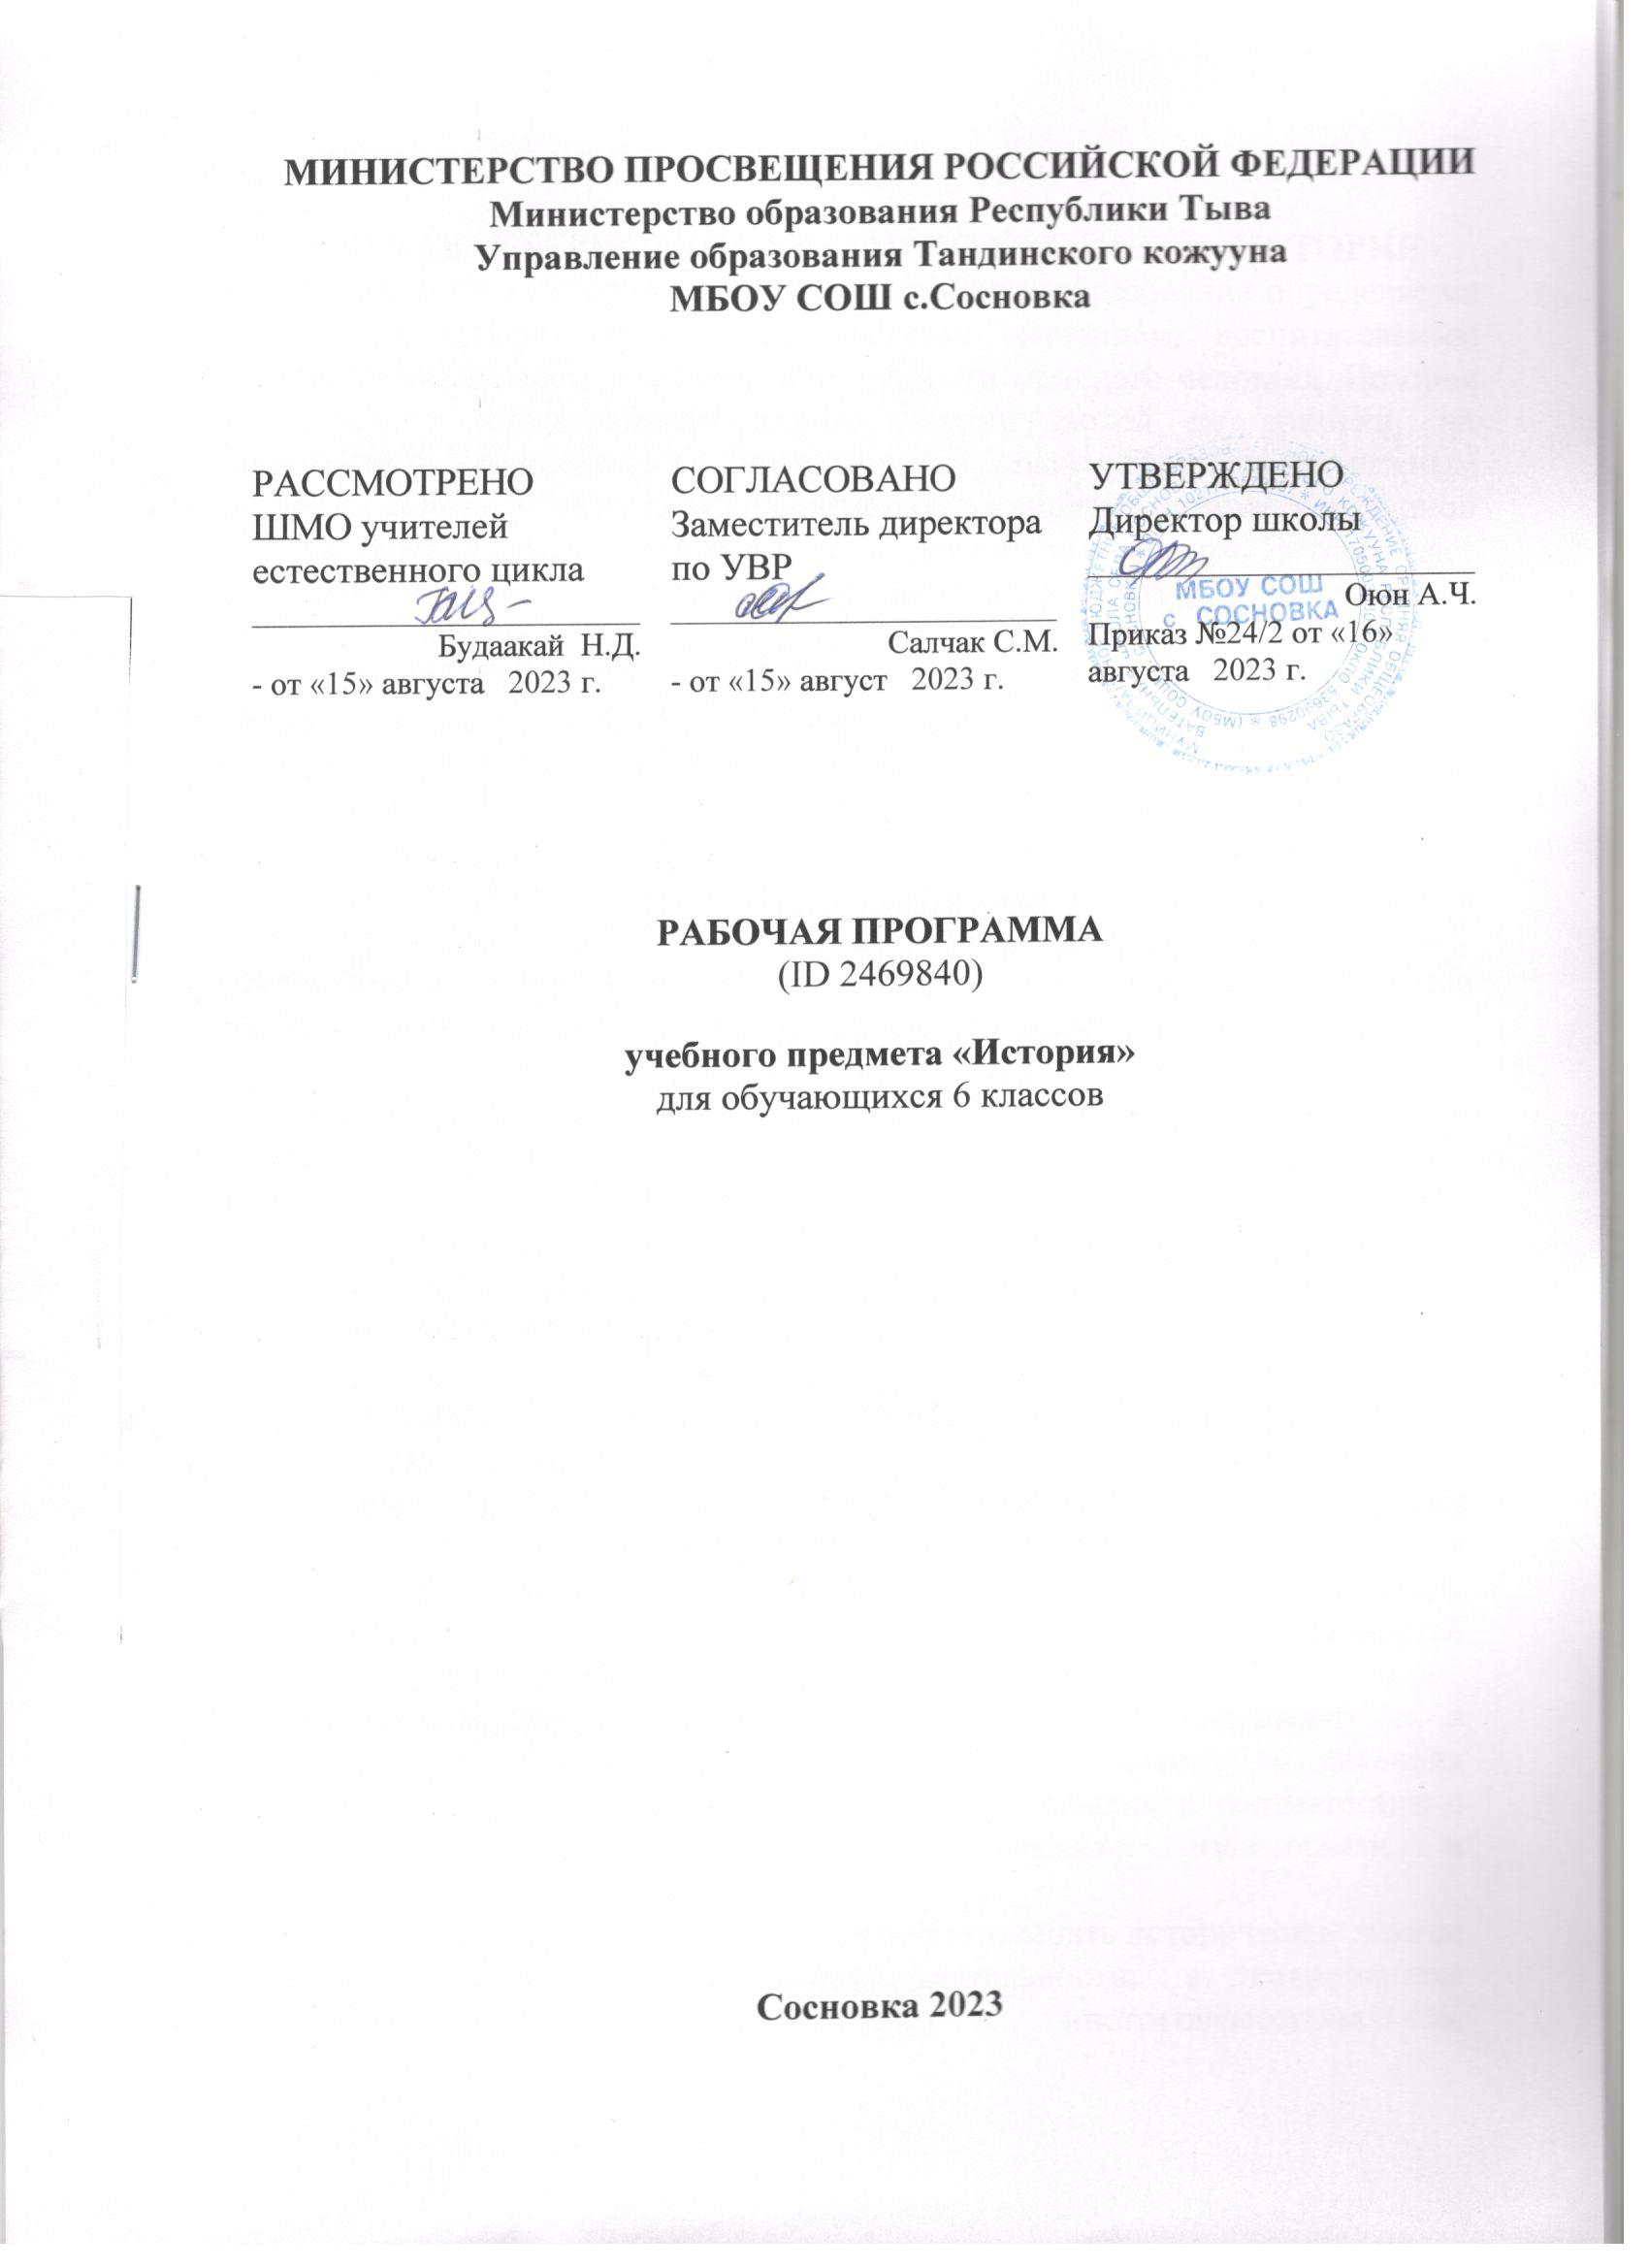 МИНИСТЕРСТВО ПРОСВЕЩЕНИЯ РОССИЙСКОЙ ФЕДЕРАЦИИ
Министерство образования Республики Тыва
Управление образования Тандинского кожууна
МБОУ СОШ с.Сосновка
РАССМОТРЕНО
ШМО учителей
естественного цикла
Будаакай Н.Д.
- от «15» августа 2023 г.
СОГЛАСОВАНО
Заместитель директора
по УВР
Салчак С.М.
- от «15» август 2023 г.
УТВЕРЖДЕНО
Директор школы
Оюн А.Ч.
Приказ №24/2 от «16»
августа 2023 г.
МБОУ СОШ
с СОСНОВКА
РАБОЧАЯ ПРОГРАММА
(ID 2469840)
учебного предмета «История»
для обучающихся 6 классов
Сосновка 2023